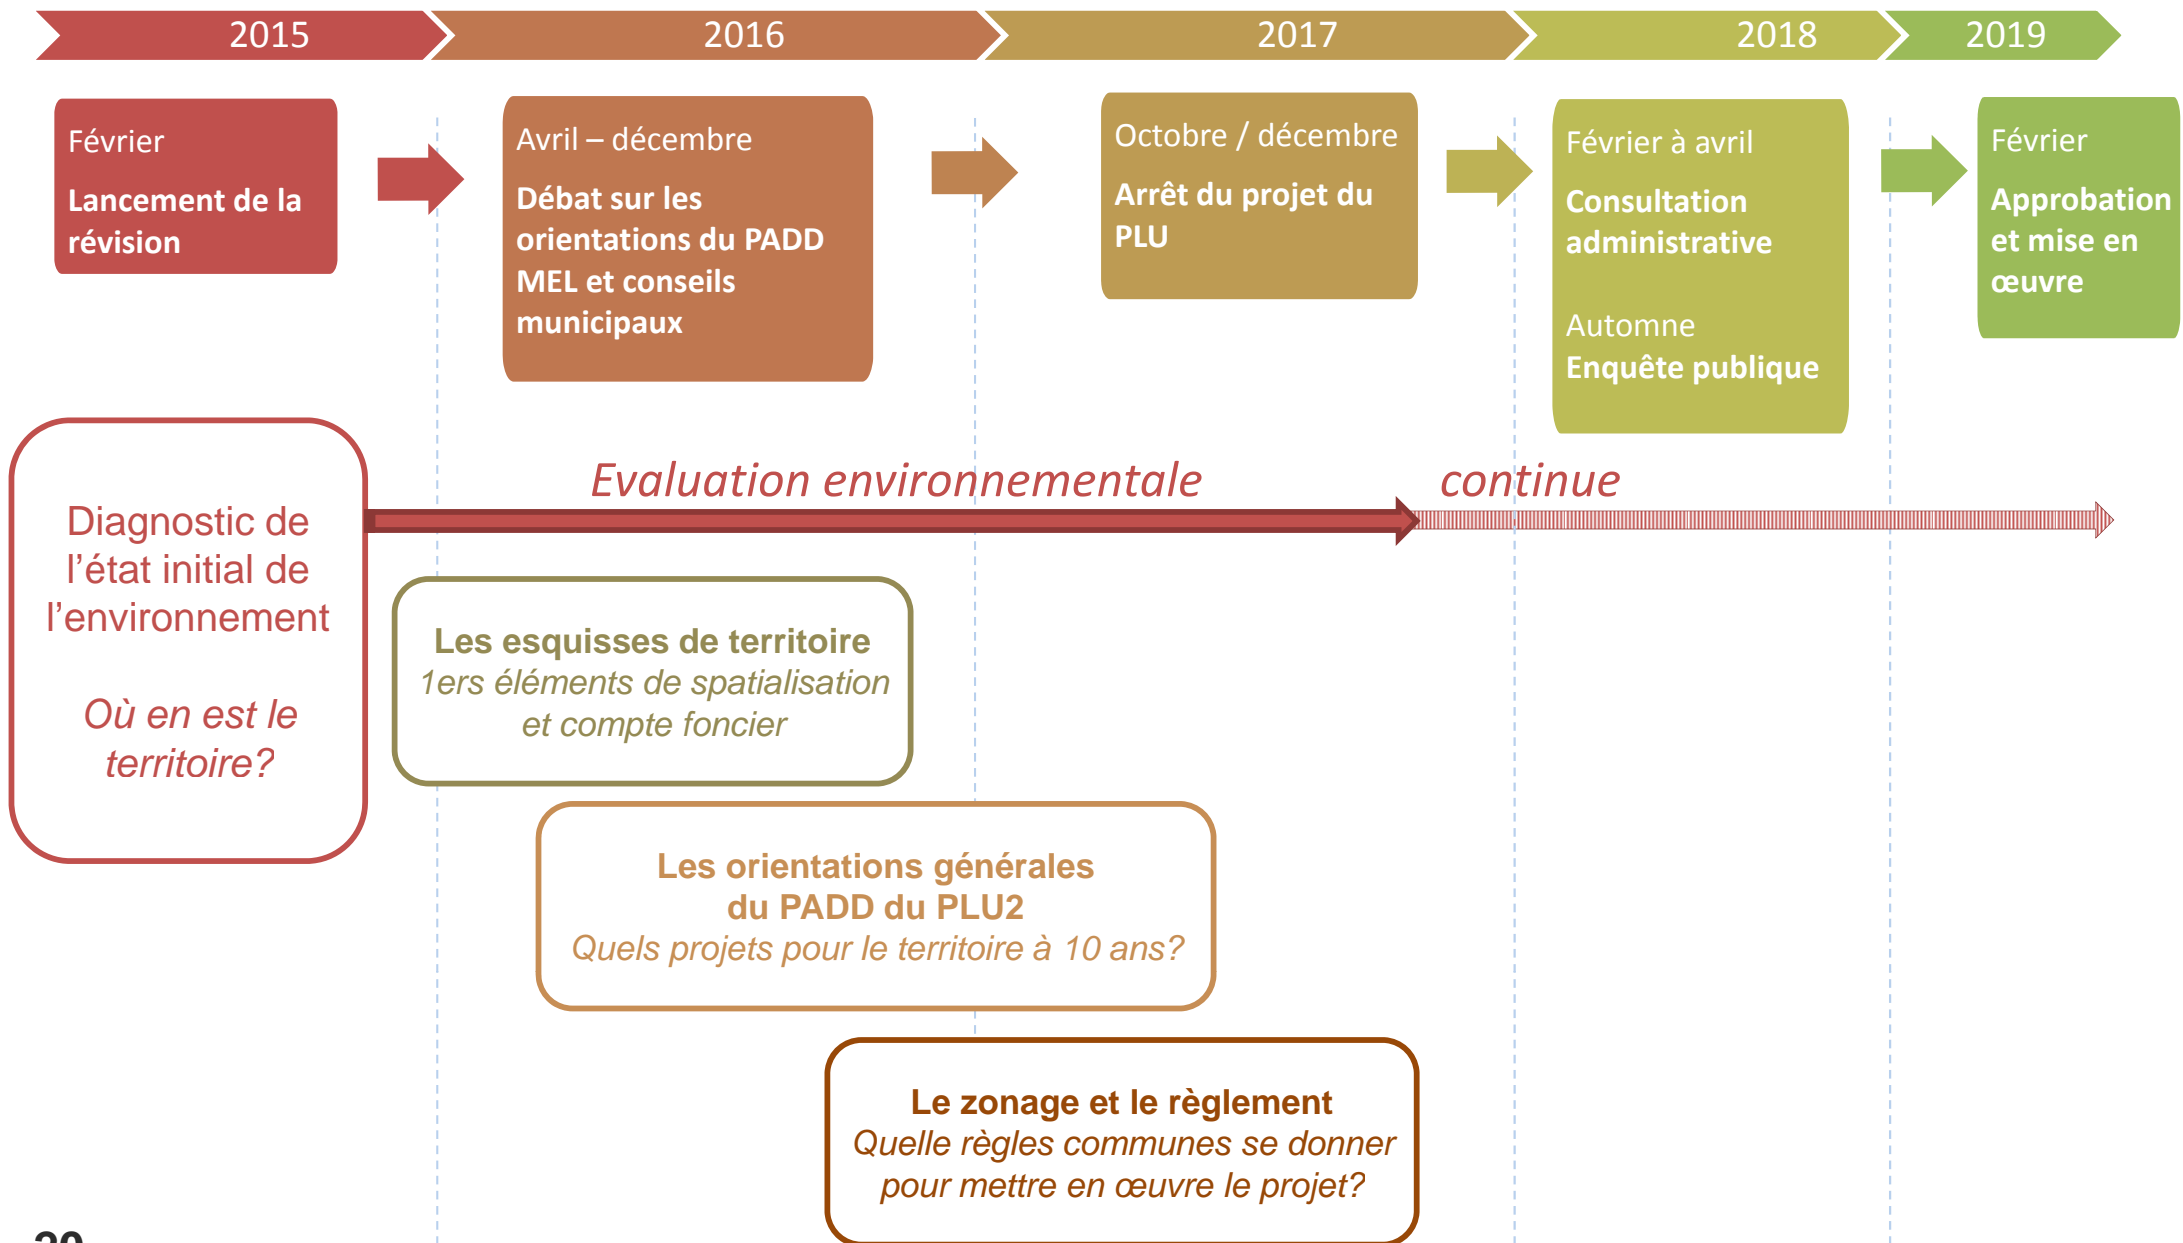 2015
2016
2017
2018
2019
Février
Lancement de la
révision
Avril – décembre
Débat sur les
orientations du PADD
MEL et conseils
municipaux
Octobre / décembre
Arrêt du projet du
PLU
Février à avril
Consultation
administrative
Automne
Enquête publique
Février
Approbation
et mise en
œuvre
Evaluation environnementale continue
Diagnostic de
l’état initial de
l’environnement
Où en est le
territoire?
Les esquisses de territoire
1ers éléments de spatialisation
et compte foncier
Les orientations générales
du PADD du PLU2
Quels projets pour le territoire à 10 ans?
Le zonage et le règlement
Quelle règles communes se donner
pour mettre en œuvre le projet?